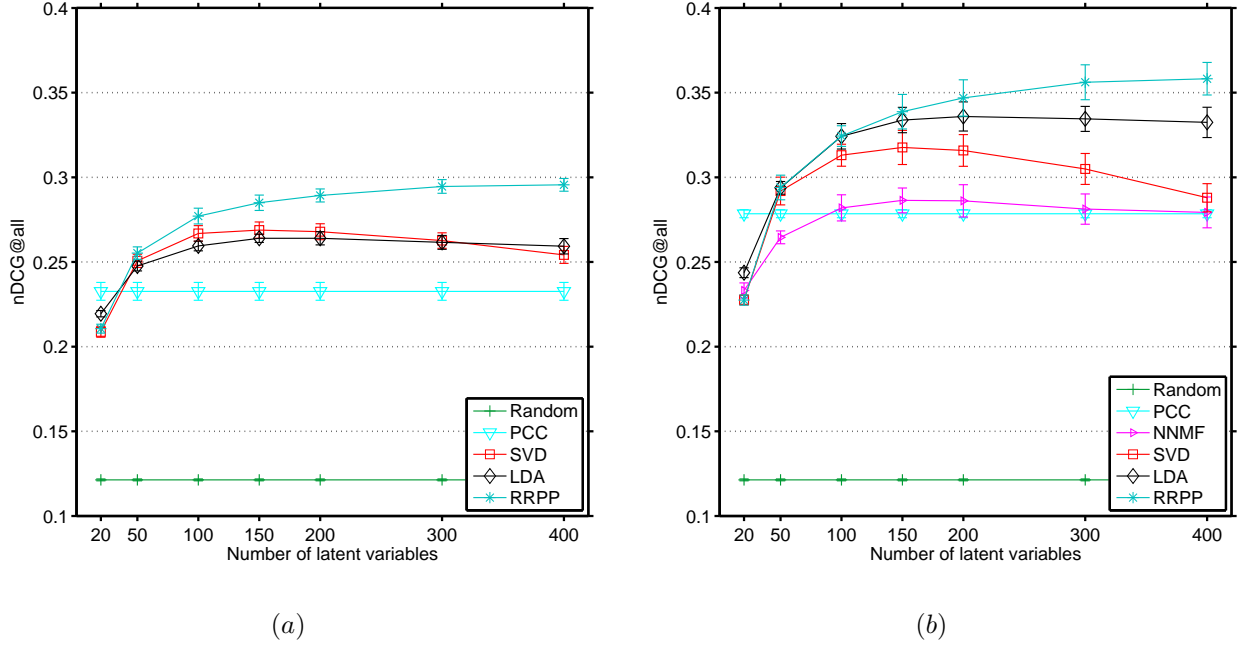 0.4
0.35
0.3
0.25
0.2
0.15
0.1
nDCG@all
20 50 100 150 200 300 400
Number of latent variables
Random
PCC
SVD
LDA
RRPP
(a)
0.4
0.35
0.3
0.25
0.2
0.15
0.1
nDCG@all
20 50 100 150 200 300 400
Number of latent variables
Random
PCC
NNMF
SVD
LDA
RRPP
(b)